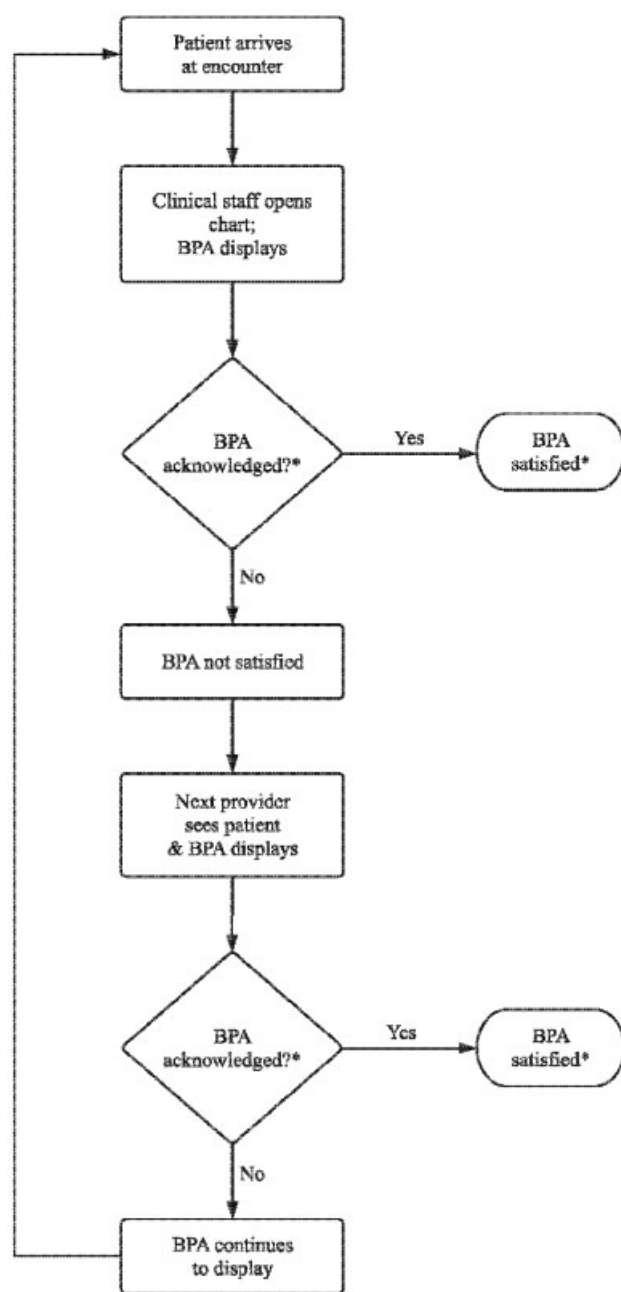 Patient arrives
at encounter
Clinical staff opens
chart;
BPA displays
BPA
acknowledged?*
Yes
BPA
satisfied*
No
BPA not satisfied
Next provider
sees patient
& BPA displays
BPA
acknowledged?*
Yes
BPA
satisfied*
No
BPA continues
to display